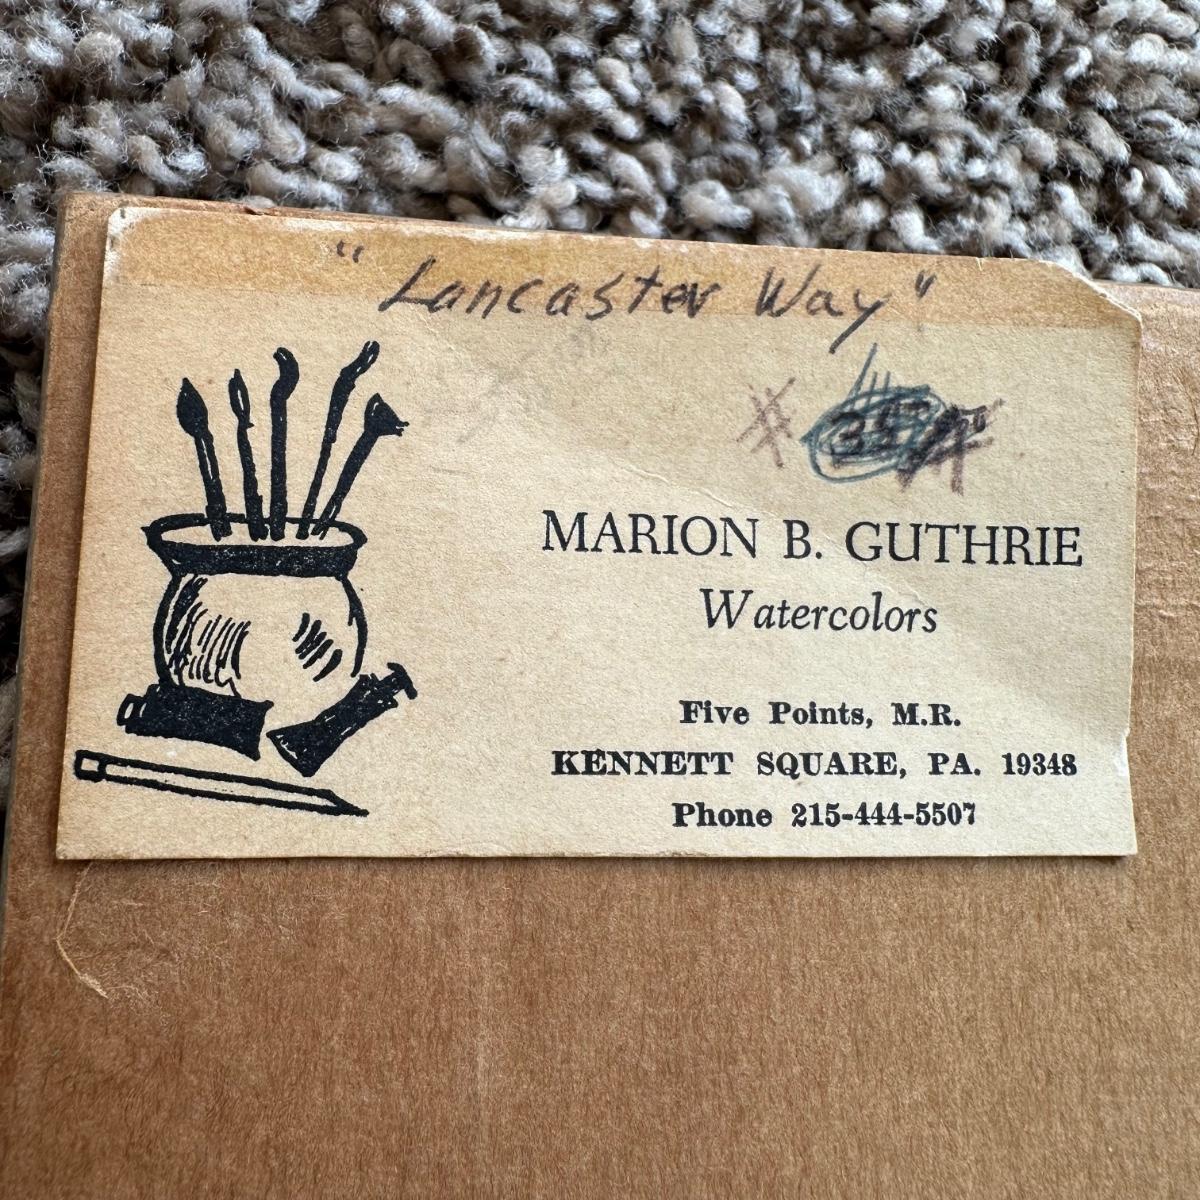 "Lancaster Way"
MARION B. GUTHRIE
Watercolors
Five Points, M.R.
KENNETT SQUARE, PA. 19348
Phone 215-444-5507